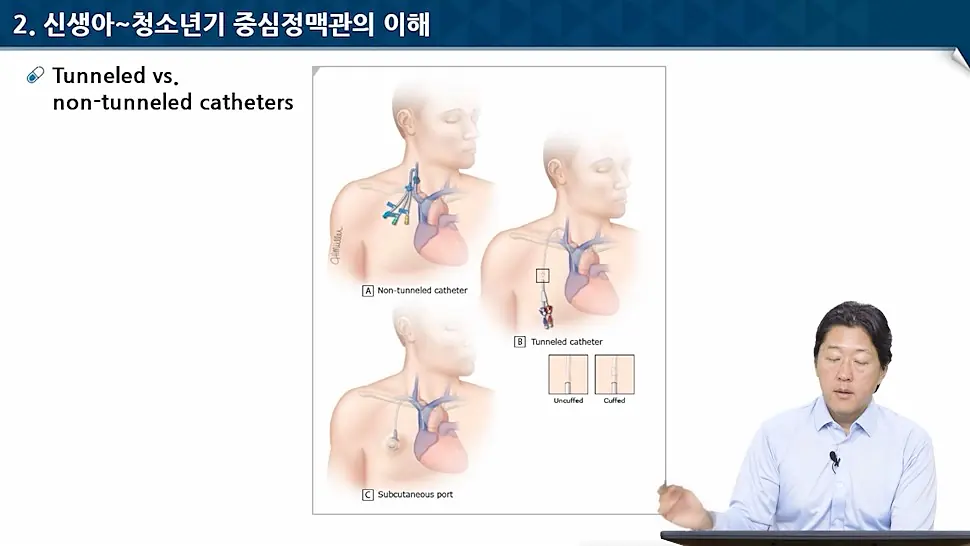 2. 신생아~청소년기 중심정맥관의 이해
Tunneled vs.
non-tunneled catheters
A Non-tunneled catheter
B Tunneled catheter
Uncuffed
Cuffed
C Subcutaneous port